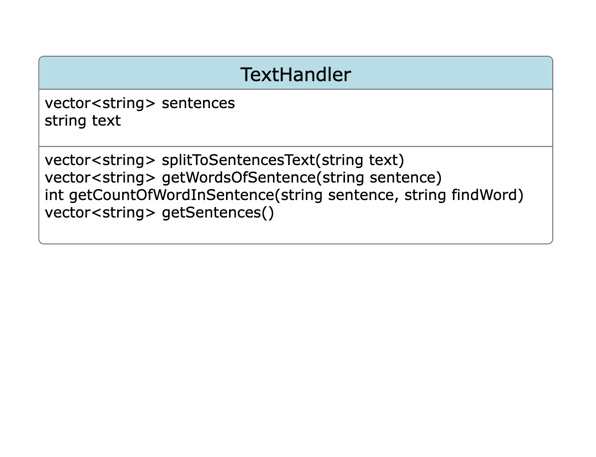 TextHandler
vector<string> sentences
string text
vector<string> splitToSentencesText(string text)
vector<string> getWordsOfSentence(string sentence)
int getCountOfWordInSentence(string sentence, string findWord)
vector<string> getSentences()